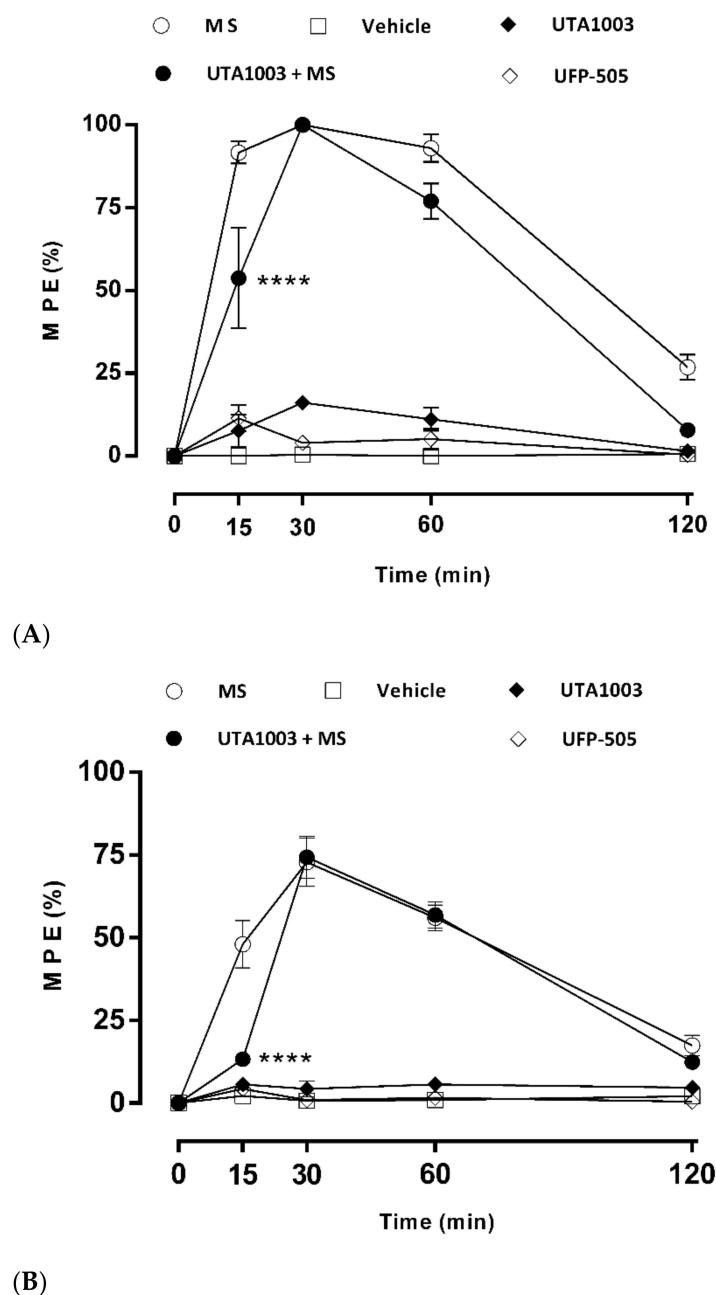 MS Vehicle UTA1003
UTA1003 + MS UFP-505
100
75
50
25
0
MPE (%)
****
0 15 30 60 120
Time (min)
(A)
MS Vehicle UTA1003
UTA1003 + MS UFP-505
100
75
50
25
0
MPE (%)
****
0 15 30 60 120
Time (min)
(B)